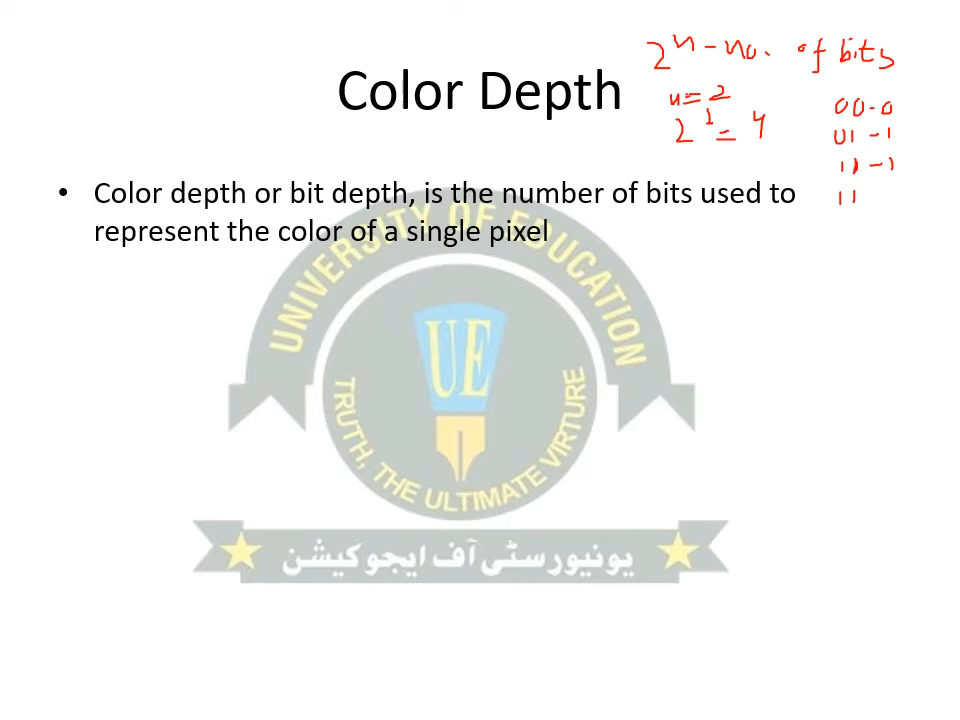 2ⁿ - no. of bits
Color Depth
n = 2
2² = 4
00 - 0
01 - 1
11 - 1
11
• Color depth or bit depth, is the number of bits used to
represent the color of a single pixel
UNIVERSITY OF EDUCATION
UE
TRUTH, THE ULTIMATE VIRTURE
یونیورسٹی آف ایجوکیشن